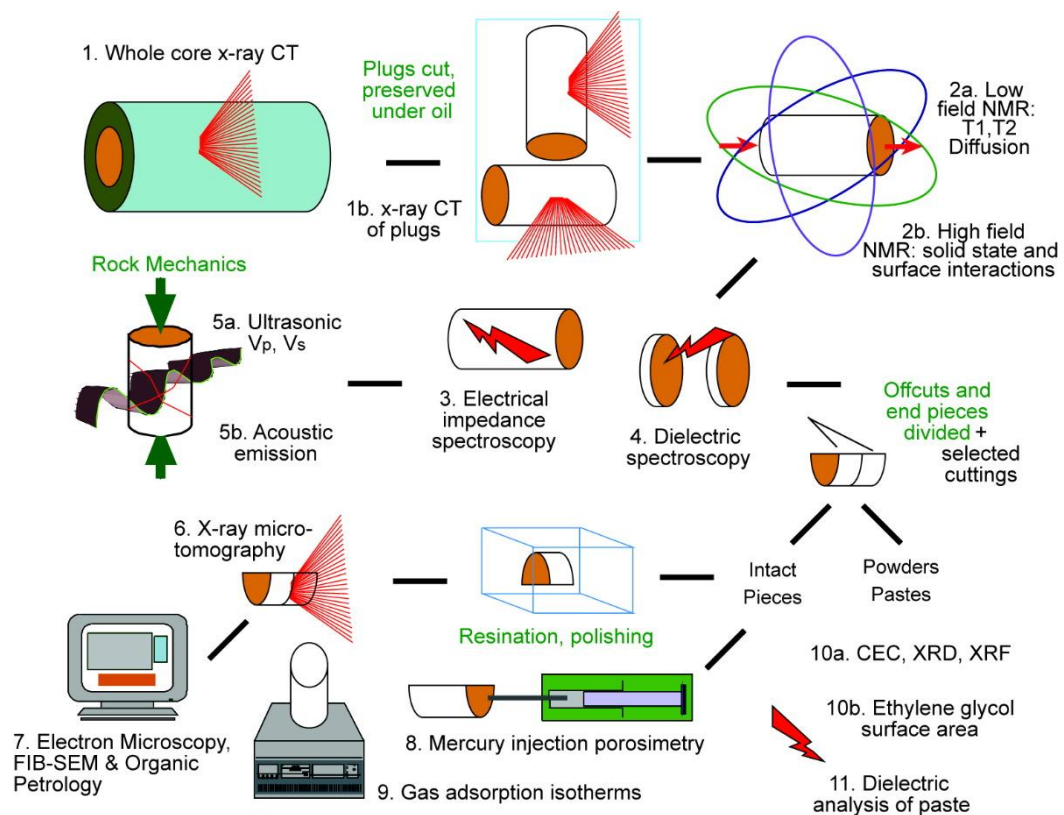 1. Whole core x-ray CT
Plugs cut,
preserved
under oil
1b. x-ray CT
of plugs
2a. Low
field NMR:
T1,T2
Diffusion
2b. High field
NMR: solid state and
surface interactions
Rock Mechanics
5a. Ultrasonic
Vp, Vs
5b. Acoustic
emission
3. Electrical
impedance
spectroscopy
4. Dielectric
spectroscopy
Offcuts and
end pieces
divided +
selected
cuttings
6. X-ray micro-
tomography
Resination, polishing
Intact
Pieces
Powders
Pastes
7. Electron Microscopy,
FIB-SEM & Organic
Petrology
8. Mercury injection porosimetry
9. Gas adsorption isotherms
10a. CEC, XRD, XRF
10b. Ethylene glycol
surface area
11. Dielectric
analysis of paste